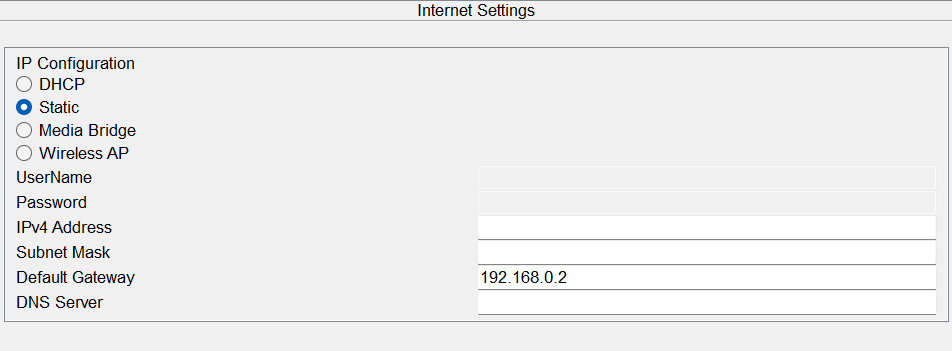 Internet Settings
IP Configuration
DHCP
Static
Media Bridge
Wireless AP
UserName
Password
IPv4 Address
Subnet Mask
Default Gateway 192.168.0.2
DNS Server